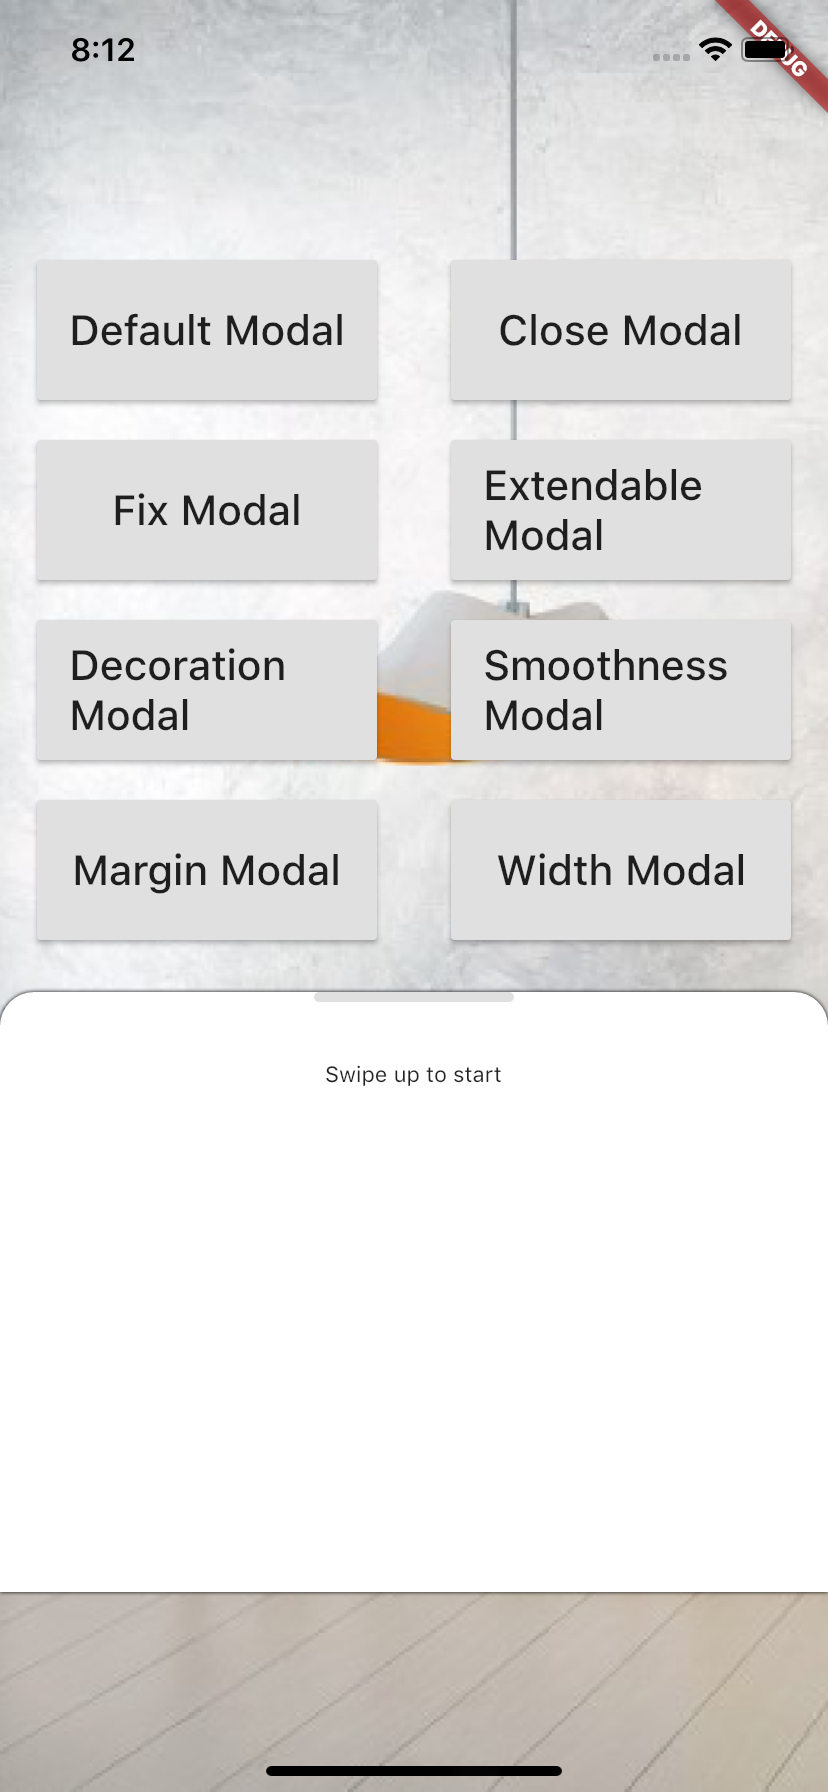 8:12
DEBUG
Default Modal
Close Modal
Fix Modal
Extendable
Modal
Decoration
Modal
Smoothness
Modal
Margin Modal
Width Modal
Swipe up to start